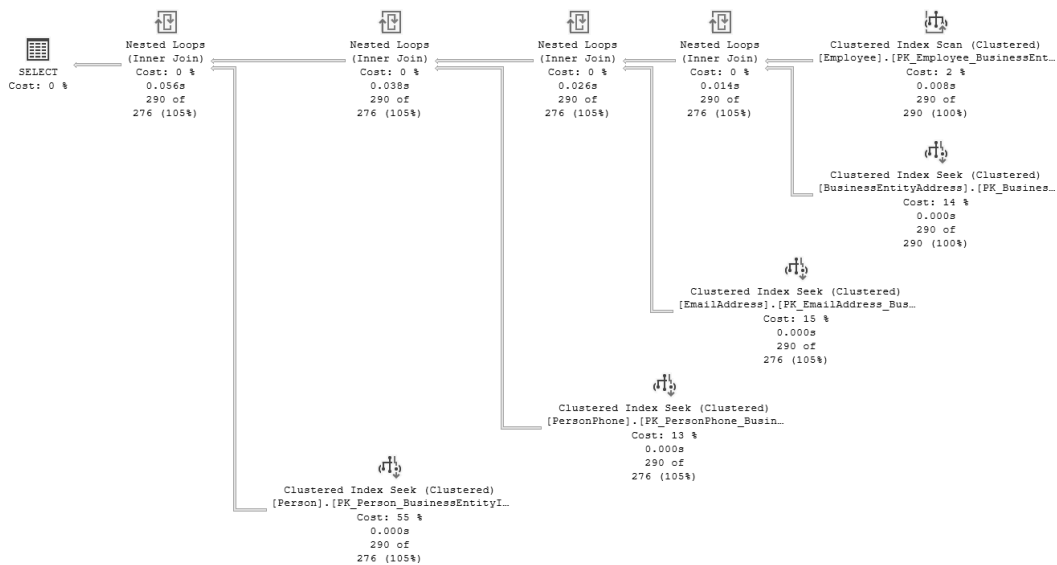 SELECT
Cost: 0 %
Nested Loops
(Inner Join)
Cost: 0 %
0.056s
290 of
276 (105%)
Nested Loops
(Inner Join)
Cost: 0 %
0.038s
290 of
276 (105%)
Nested Loops
(Inner Join)
Cost: 0 %
0.026s
290 of
276 (105%)
Nested Loops
(Inner Join)
Cost: 0 %
0.014s
290 of
276 (105%)
Clustered Index Scan (Clustered)
[Employee].[PK_Employee_BusinessEnt…
Cost: 2 %
0.008s
290 of
290 (100%)
Clustered Index Seek (Clustered)
[BusinessEntityAddress].[PK_Busines…
Cost: 14 %
0.000s
290 of
290 (100%)
Clustered Index Seek (Clustered)
[EmailAddress].[PK_EmailAddress_Bus…
Cost: 15 %
0.000s
290 of
276 (105%)
Clustered Index Seek (Clustered)
[PersonPhone].[PK_PersonPhone_Busin…
Cost: 13 %
0.000s
290 of
276 (105%)
Clustered Index Seek (Clustered)
[Person].[PK_Person_BusinessEntityI…
Cost: 55 %
0.000s
290 of
276 (105%)